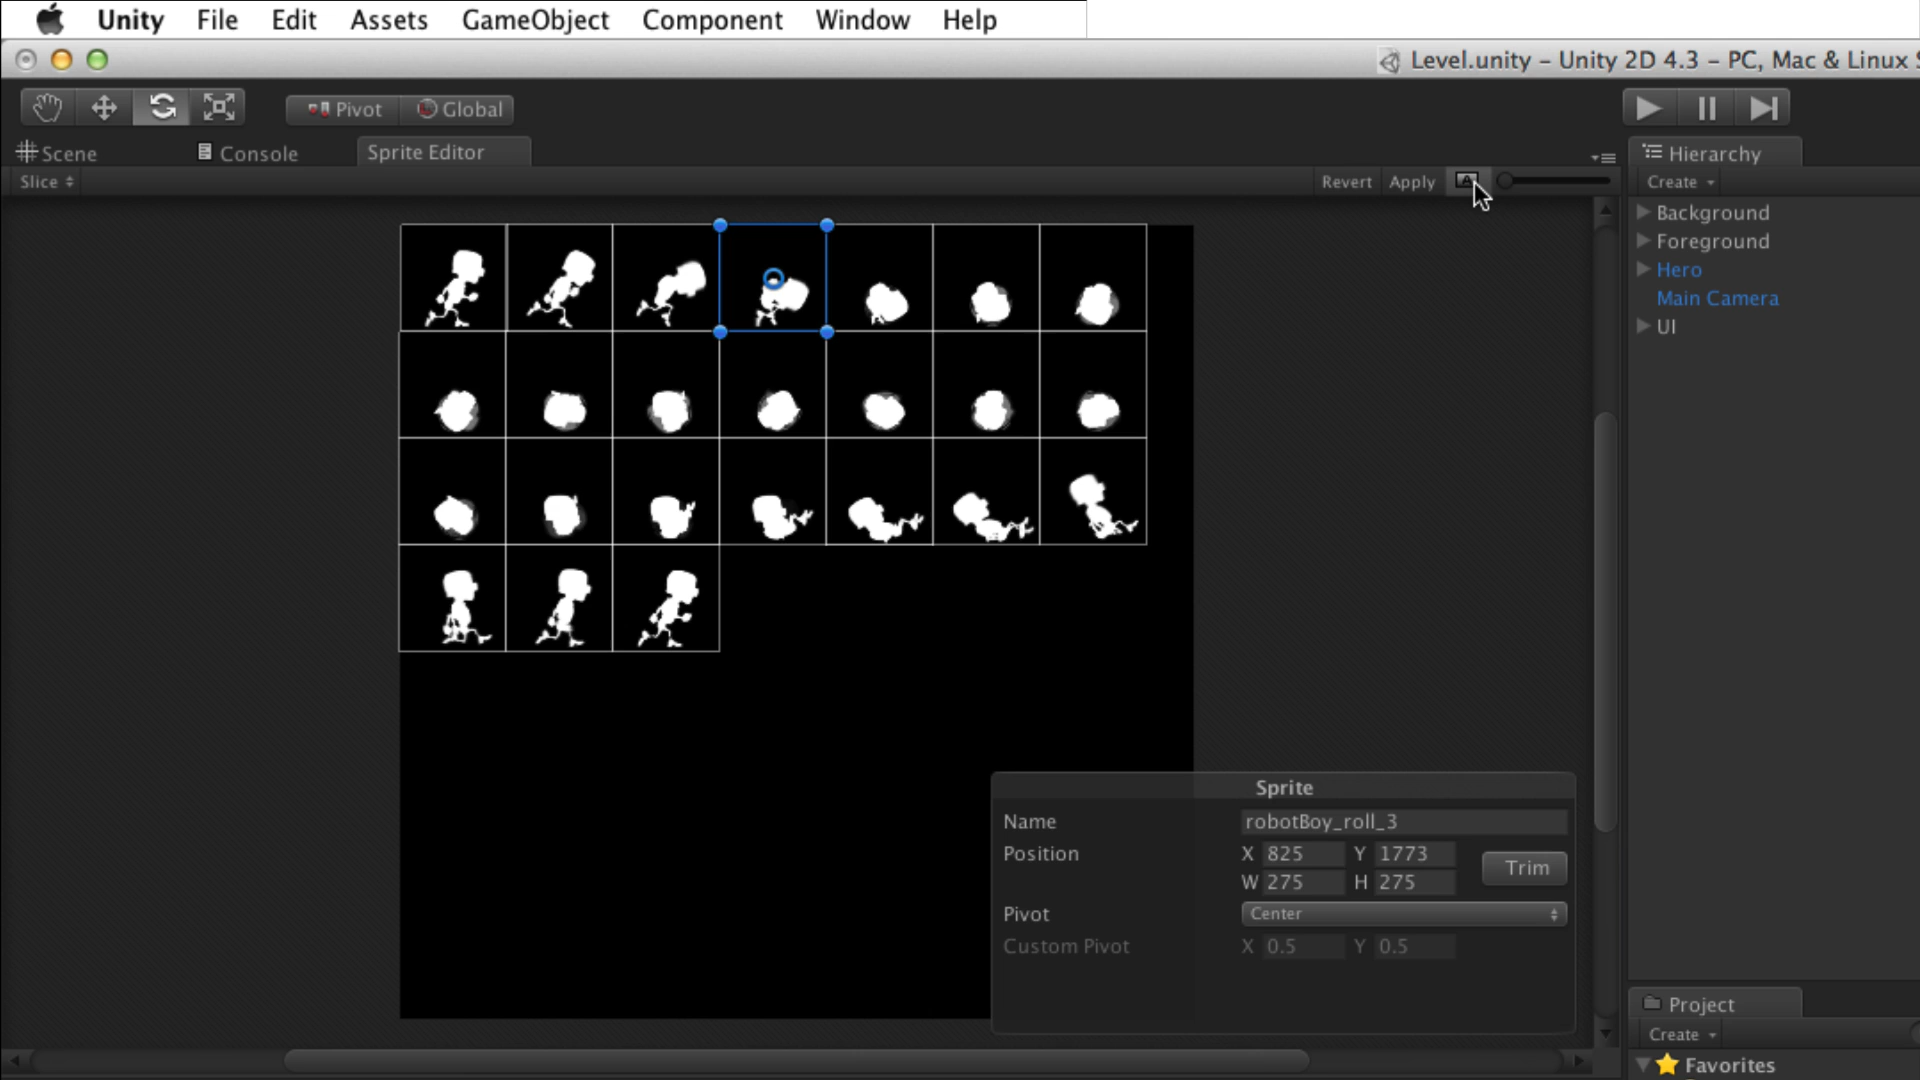 Unity File Edit Assets GameObject Component Window Help
Level.unity – Unity 2D 4.3 – PC, Mac & Linux
Pivot Global
Scene Console Sprite Editor Hierarchy
Slice Revert Apply Create
Background
Foreground
Hero
Main Camera
UI
Sprite
Name robotBoy_roll_3
Position X 825 Y 1773
Trim
W 275 H 275
Pivot Center
Custom Pivot X 0.5 Y 0.5
Project
Create
Favorites